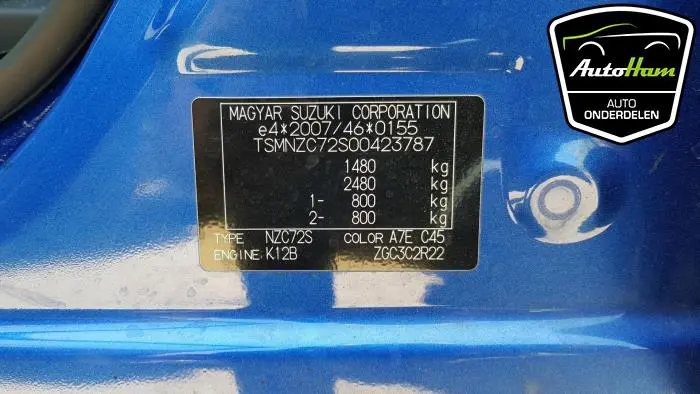 MAGYAR SUZUKI CORPORATION
e4*2007/46*0155
TSMNZC72S00423787
1480 kg
2480 kg
1- 800 kg
2- 800 kg
TYPE NZC72S COLOR A7E C45
ENGINE K12B ZGC3C2R22
AutoHam
AUTO
ONDERDELEN